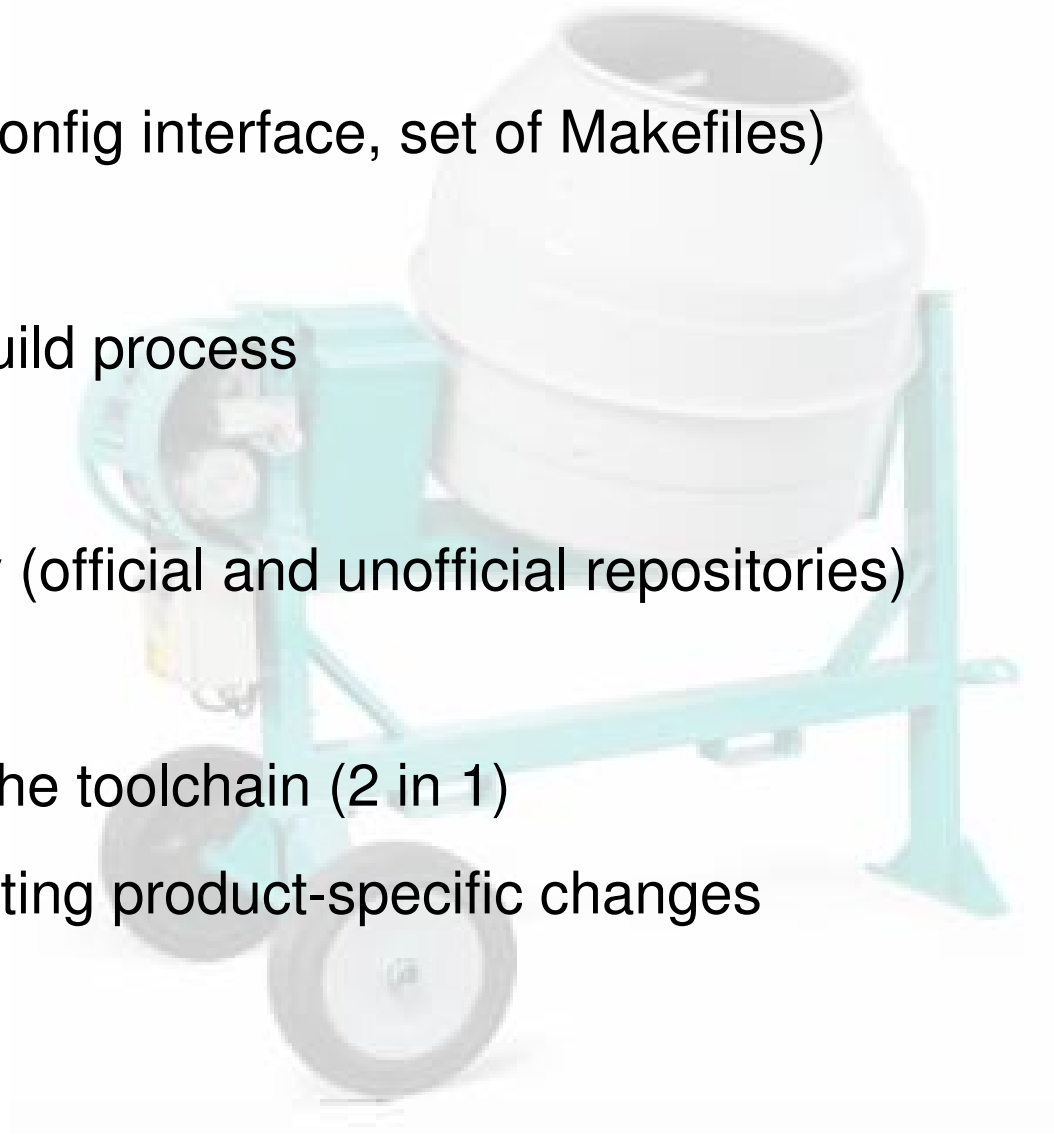 onfig interface, set of Makefiles)
uild process
(official and unofficial repositories)
he toolchain (2 in 1)
ting product-specific changes